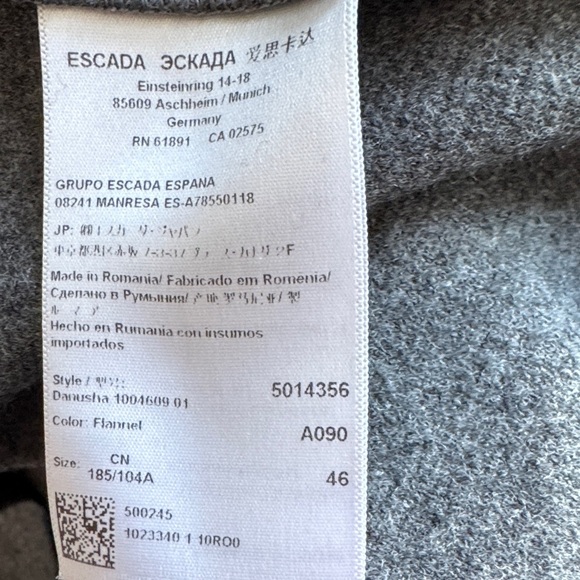 ESCADA ЭСКАДА 爱思卡达
Einsteinring 14-18
85609 Aschheim / Munich
Germany
RN 61891 CA 02575
GRUPO ESCADA ESPANA
08241 MANRESA ES-A78550118
JP:
F
Made in Romania/ Fabricado em Romenia/
Сделано в Румынии/
Hecho en Rumania con insumos
importados
Style /
Danusha 1004609 01 5014356
Color: Flannel A090
Size: CN
185/104A 46
500245
1023340 1 10RO0